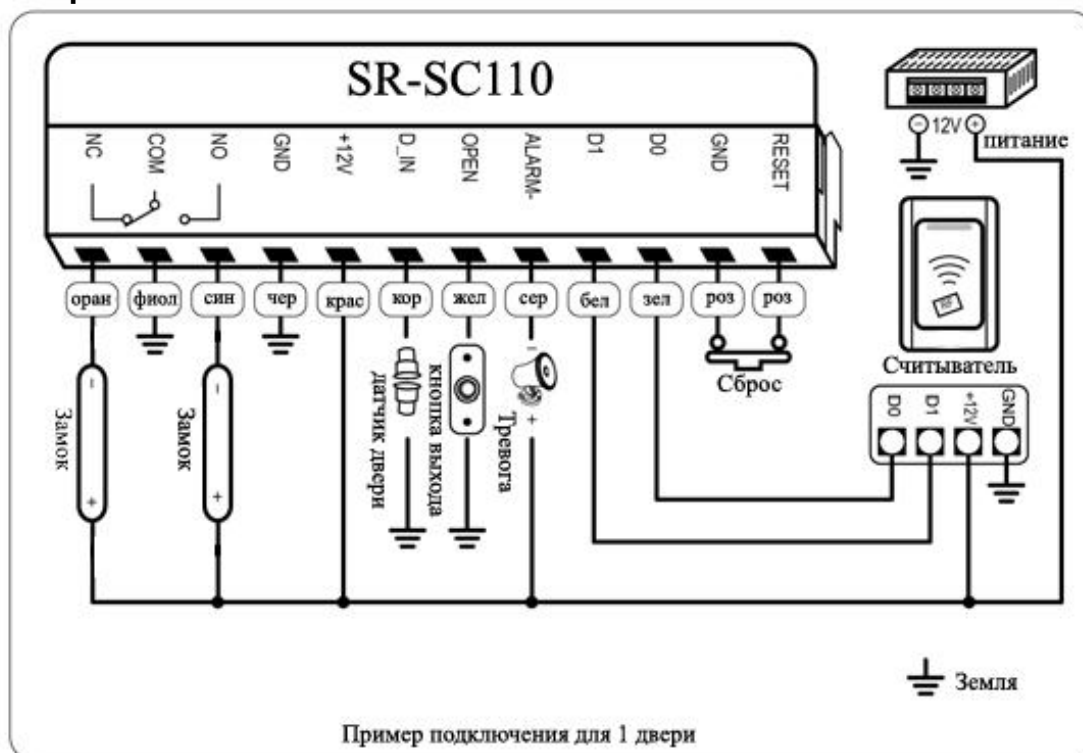 SR-SC110
NC COM NO GND +12V D_IN OPEN ALARM- D1 D0 GND RESET
12V
питание
оран фиол син чер крас кор жел сер бел зел роз роз
Замок
Замок
датчик двери
кнопка выхода
Тревога
Сброс
Считыватель
D0 D1 +12V GND
Земля
Пример подключения для 1 двери